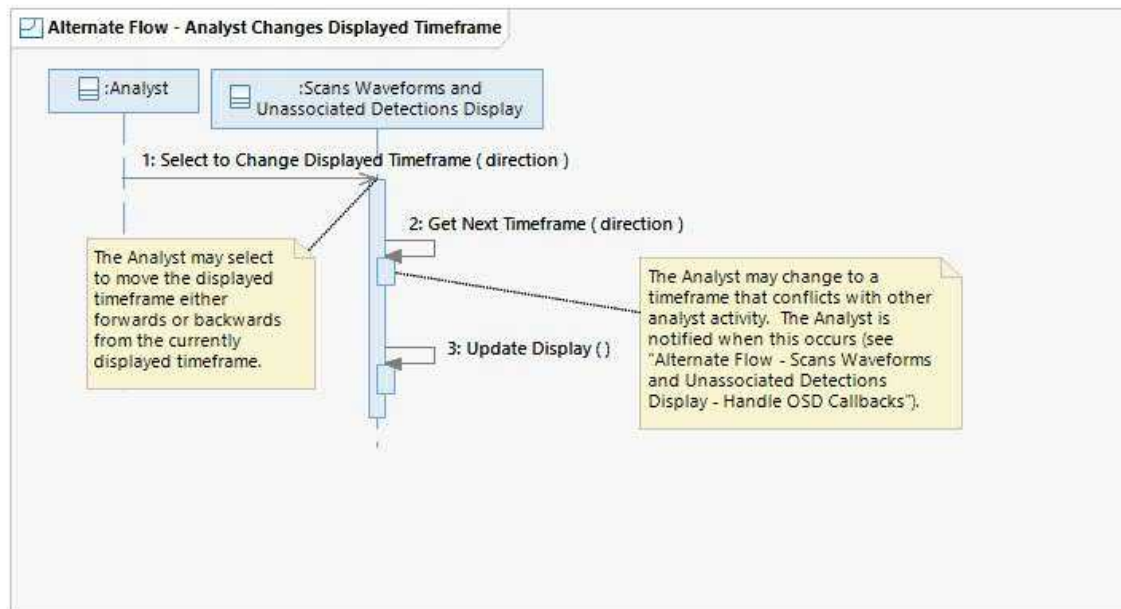 Alternate Flow - Analyst Changes Displayed Timeframe
:Analyst
:Scans Waveforms and
Unassociated Detections Display
1: Select to Change Displayed Timeframe ( direction )
2: Get Next Timeframe ( direction )
The Analyst may select
to move the displayed
timeframe either
forwards or backwards
from the currently
displayed timeframe.
The Analyst may change to a
timeframe that conflicts with other
analyst activity.  The Analyst is
notified when this occurs (see
"Alternate Flow - Scans Waveforms
and Unassociated Detections
Display - Handle OSD Callbacks").
3: Update Display ( )